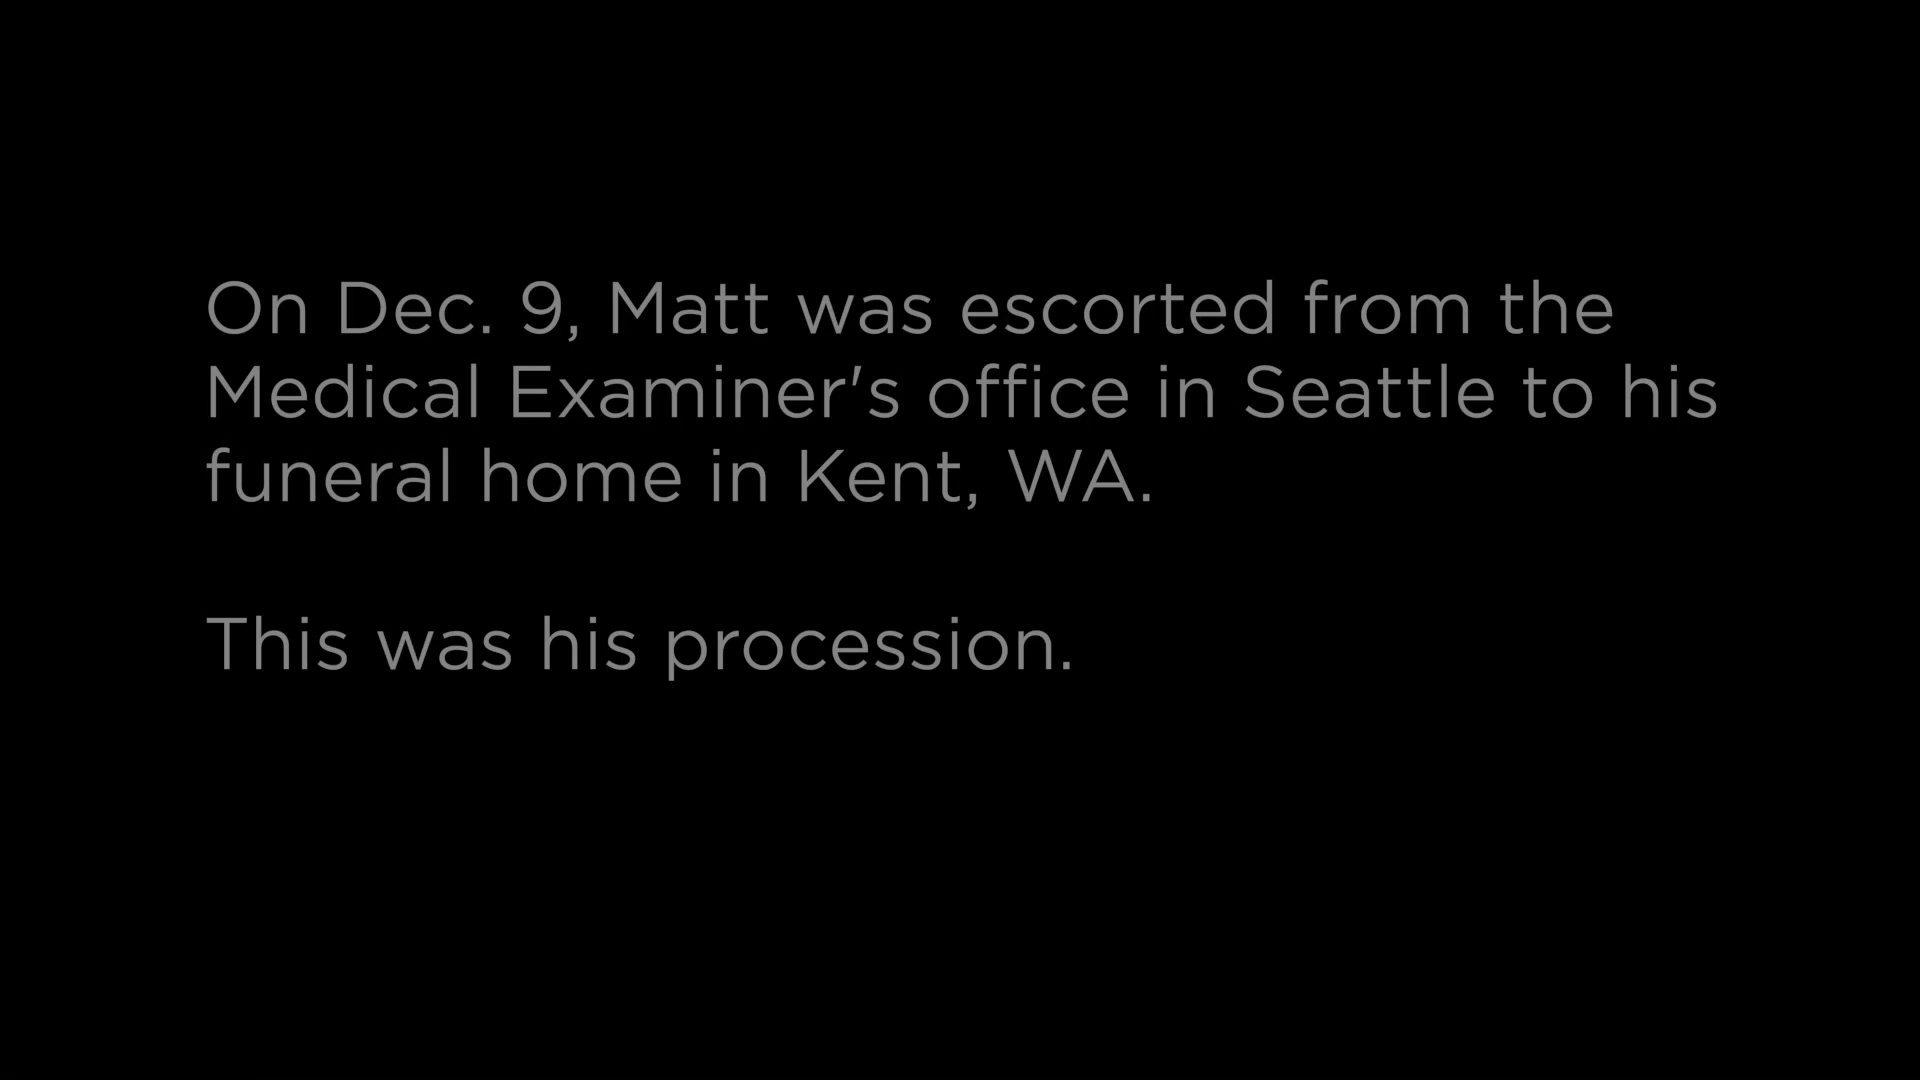 On Dec. 9, Matt was escorted from the
Medical Examiner's office in Seattle to his
funeral home in Kent, WA.
This was his procession.